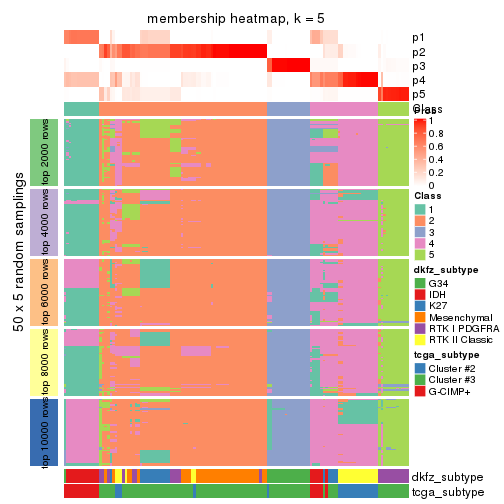 membership heatmap, k = 5
p1
p2
p3
p4
p5
Class
Prob
1
0.8
0.6
0.4
0.2
0
Class
1
2
3
4
5
dkfz_subtype
G34
IDH
K27
Mesenchymal
RTK I PDGFRA
RTK II Classic
tcga_subtype
Cluster #2
Cluster #3
G-CIMP+
50 x 5 random samplings
top 2000 rows
top 4000 rows
top 6000 rows
top 8000 rows
top 10000 rows
dkfz_subtype
tcga_subtype